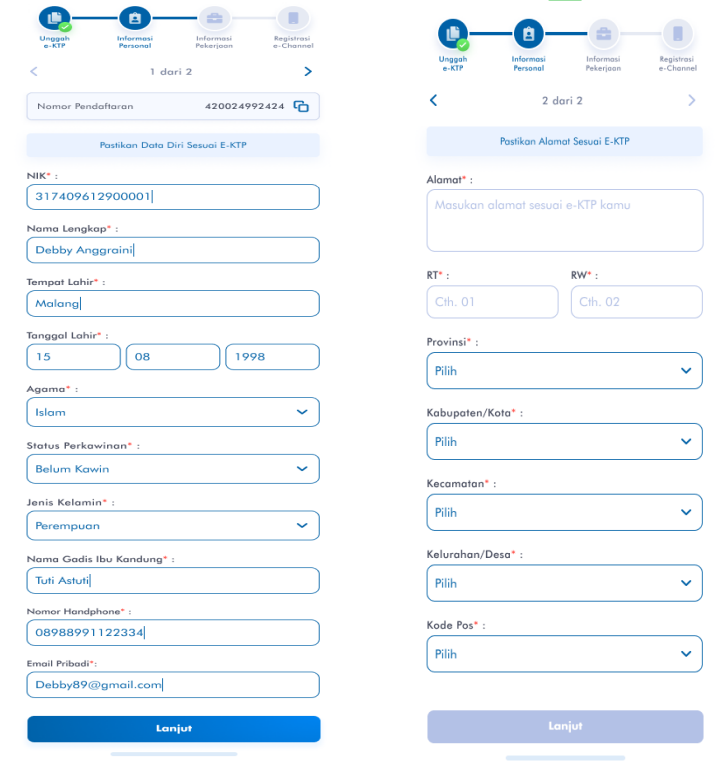 Unggah
e-KTP
Informasi
Personal
Informasi
Pekerjaan
Registrasi
e-Channel
1 dari 2
Nomor Pendaftaran 420024992424
Pastikan Data Diri Sesuai E-KTP
NIK* :
317409612900001
Nama Lengkap* :
Debby Anggraini
Tempat Lahir* :
Malang
Tanggal Lahir* :
15 08 1998
Agama* :
Islam
Status Perkawinan* :
Belum Kawin
Jenis Kelamin* :
Perempuan
Nama Gadis Ibu Kandung* :
Tuti Astuti
Nomor Handphone* :
08988991122334
Email Pribadi*:
Debby89@gmail.com
Lanjut
Unggah
e-KTP
Informasi
Personal
Informasi
Pekerjaan
Registrasi
e-Channel
2 dari 2
Pastikan Alamat Sesuai E-KTP
Alamat* :
Masukan alamat sesuai e-KTP kamu
RT* : RW* :
Cth. 01 Cth. 02
Provinsi* :
Pilih
Kabupaten/Kota* :
Pilih
Kecamatan* :
Pilih
Kelurahan/Desa* :
Pilih
Kode Pos* :
Pilih
Lanjut